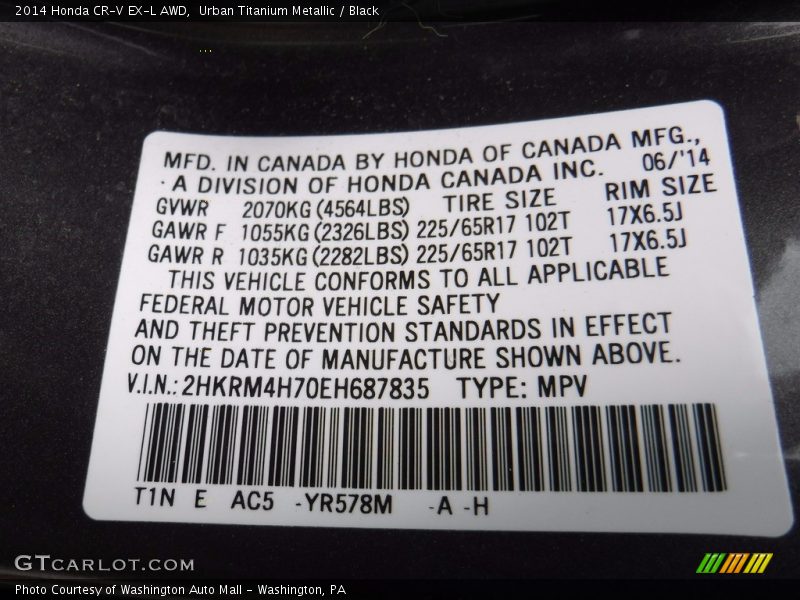 2014 Honda CR-V EX-L AWD, Urban Titanium Metallic / Black
MFD. IN CANADA BY HONDA OF CANADA MFG.,
A DIVISION OF HONDA CANADA INC. 06/'14
GVWR 2070KG (4564LBS) TIRE SIZE RIM SIZE
GAWR F 1055KG (2326LBS) 225/65R17 102T 17X6.5J
GAWR R 1035KG (2282LBS) 225/65R17 102T 17X6.5J
THIS VEHICLE CONFORMS TO ALL APPLICABLE
FEDERAL MOTOR VEHICLE SAFETY
AND THEFT PREVENTION STANDARDS IN EFFECT
ON THE DATE OF MANUFACTURE SHOWN ABOVE.
V.I.N.: 2HKRM4H70EH687835 TYPE: MPV
T1N E AC5 -YR578M -A -H
GTCARLOT.COM
Photo Courtesy of Washington Auto Mall - Washington, PA